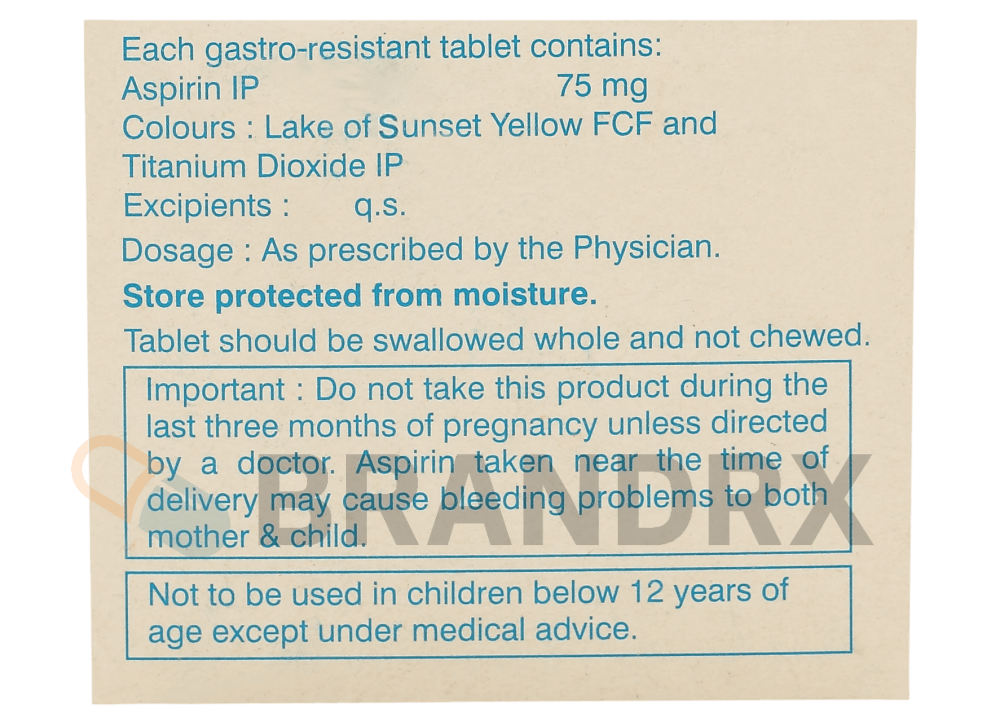 Each gastro-resistant tablet contains:
Aspirin IP 75 mg
Colours : Lake of Sunset Yellow FCF and
Titanium Dioxide IP
Excipients : q.s.
Dosage : As prescribed by the Physician.
Store protected from moisture.
Tablet should be swallowed whole and not chewed.
Important : Do not take this product during the
last three months of pregnancy unless directed
by a doctor. Aspirin taken near the time of
delivery may cause bleeding problems to both
mother & child.
BRANDRX
Not to be used in children below 12 years of
age except under medical advice.